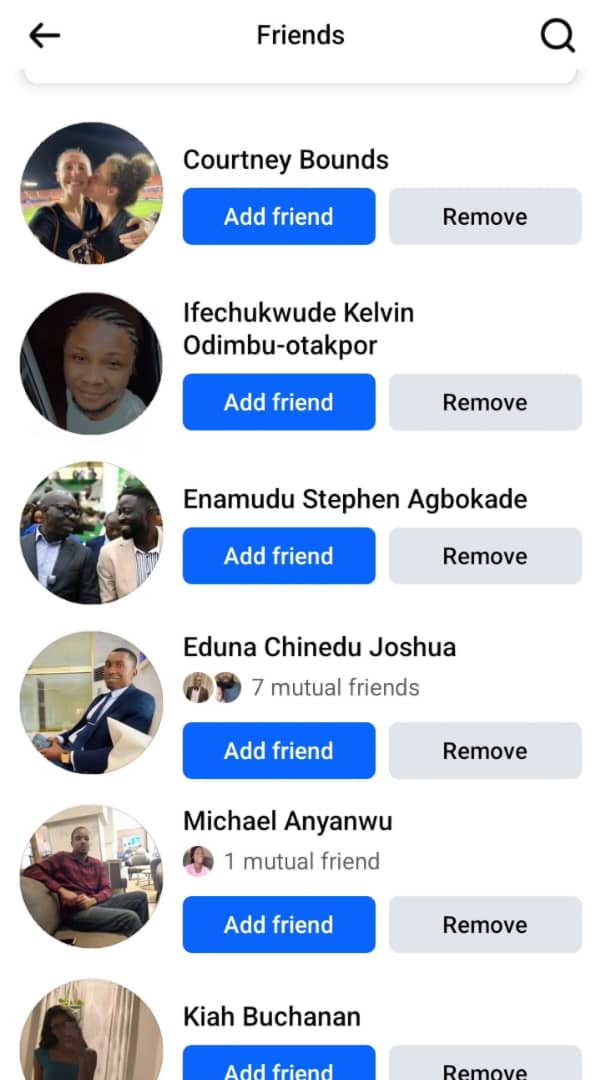 Friends
Courtney Bounds
Add friend
Remove
Ifechukwude Kelvin
Odimbu-otakpor
Add friend
Remove
Enamudu Stephen Agbokade
Add friend
Remove
Eduna Chinedu Joshua
7 mutual friends
Add friend
Remove
Michael Anyanwu
1 mutual friend
Add friend
Remove
Kiah Buchanan
Add friend
Remove